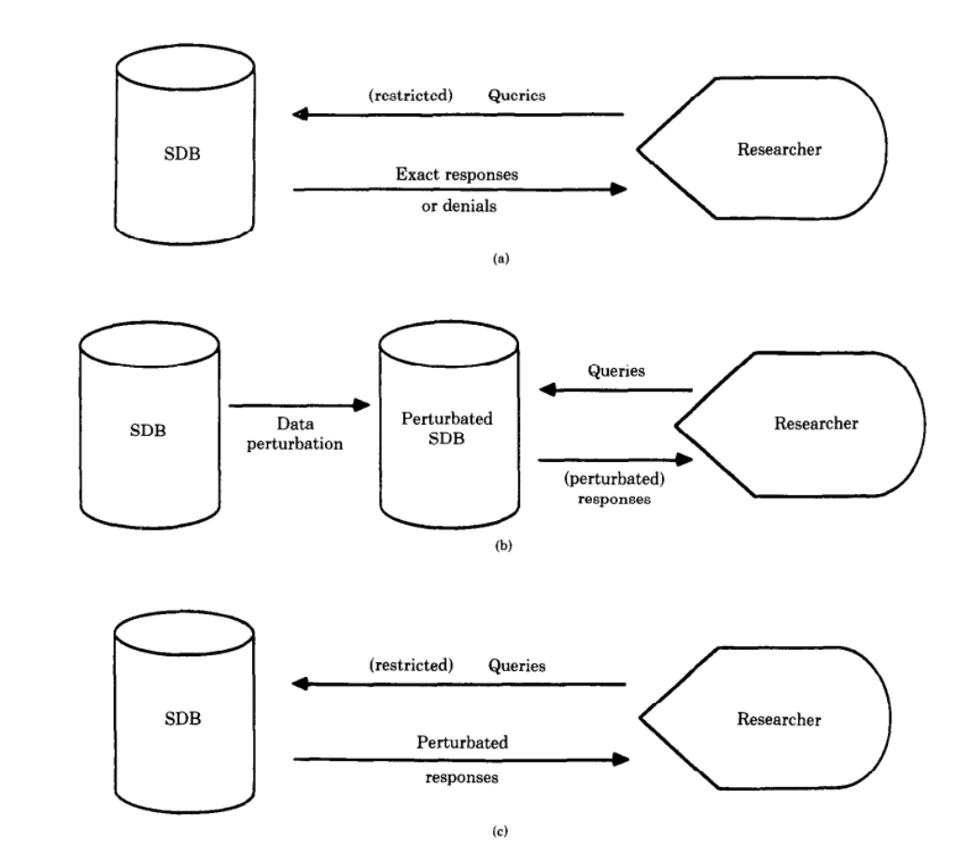 (restricted) Queries
SDB
Researcher
Exact responses
or denials
(a)
Queries
SDB
Data
perturbation
Perturbated
SDB
Researcher
(perturbated)
responses
(b)
(restricted) Queries
SDB
Researcher
Perturbated
responses
(c)